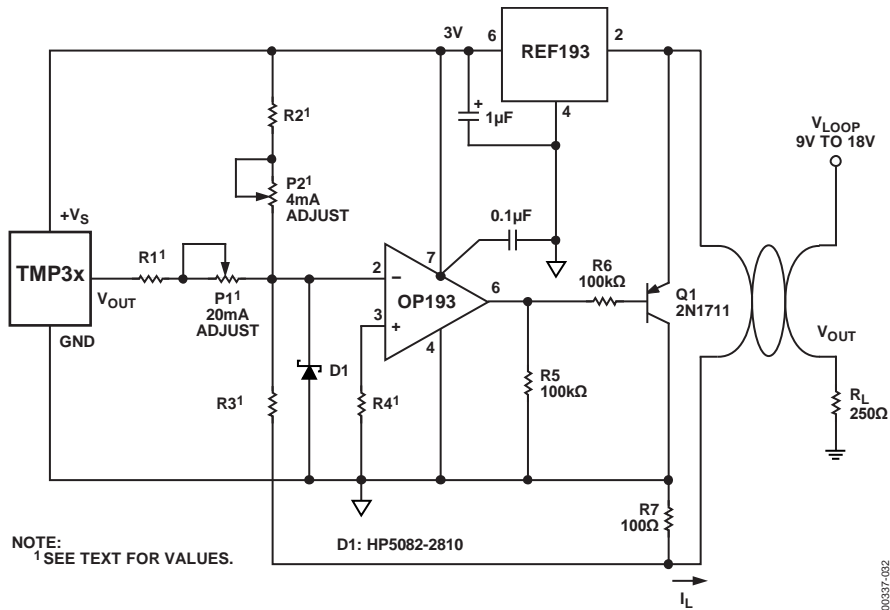 3V
6
REF193
2
4
R2¹
1µF
+
P2¹
4mA
ADJUST
V_LOOP
9V TO 18V
+V_S
TMP3x
V_OUT
GND
R1¹
P1¹
20mA
ADJUST
0.1µF
2
−
7
OP193
6
3
+
4
R6
100kΩ
Q1
2N1711
V_OUT
R_L
250Ω
D1
R3¹
R4¹
R5
100kΩ
R7
100Ω
NOTE:
¹ SEE TEXT FOR VALUES.
D1: HP5082-2810
I_L
00337-032